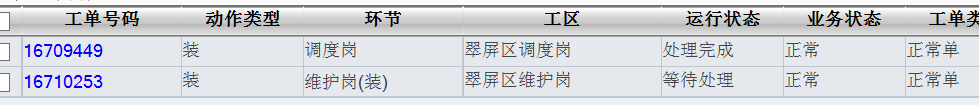 工单号码 动作类型 环节 工区 运行状态 业务状态 工单类
16709449 装 调度岗 翠屏区调度岗 处理完成 正常 正常单
16710253 装 维护岗(装) 翠屏区维护岗 等待处理 正常 正常单